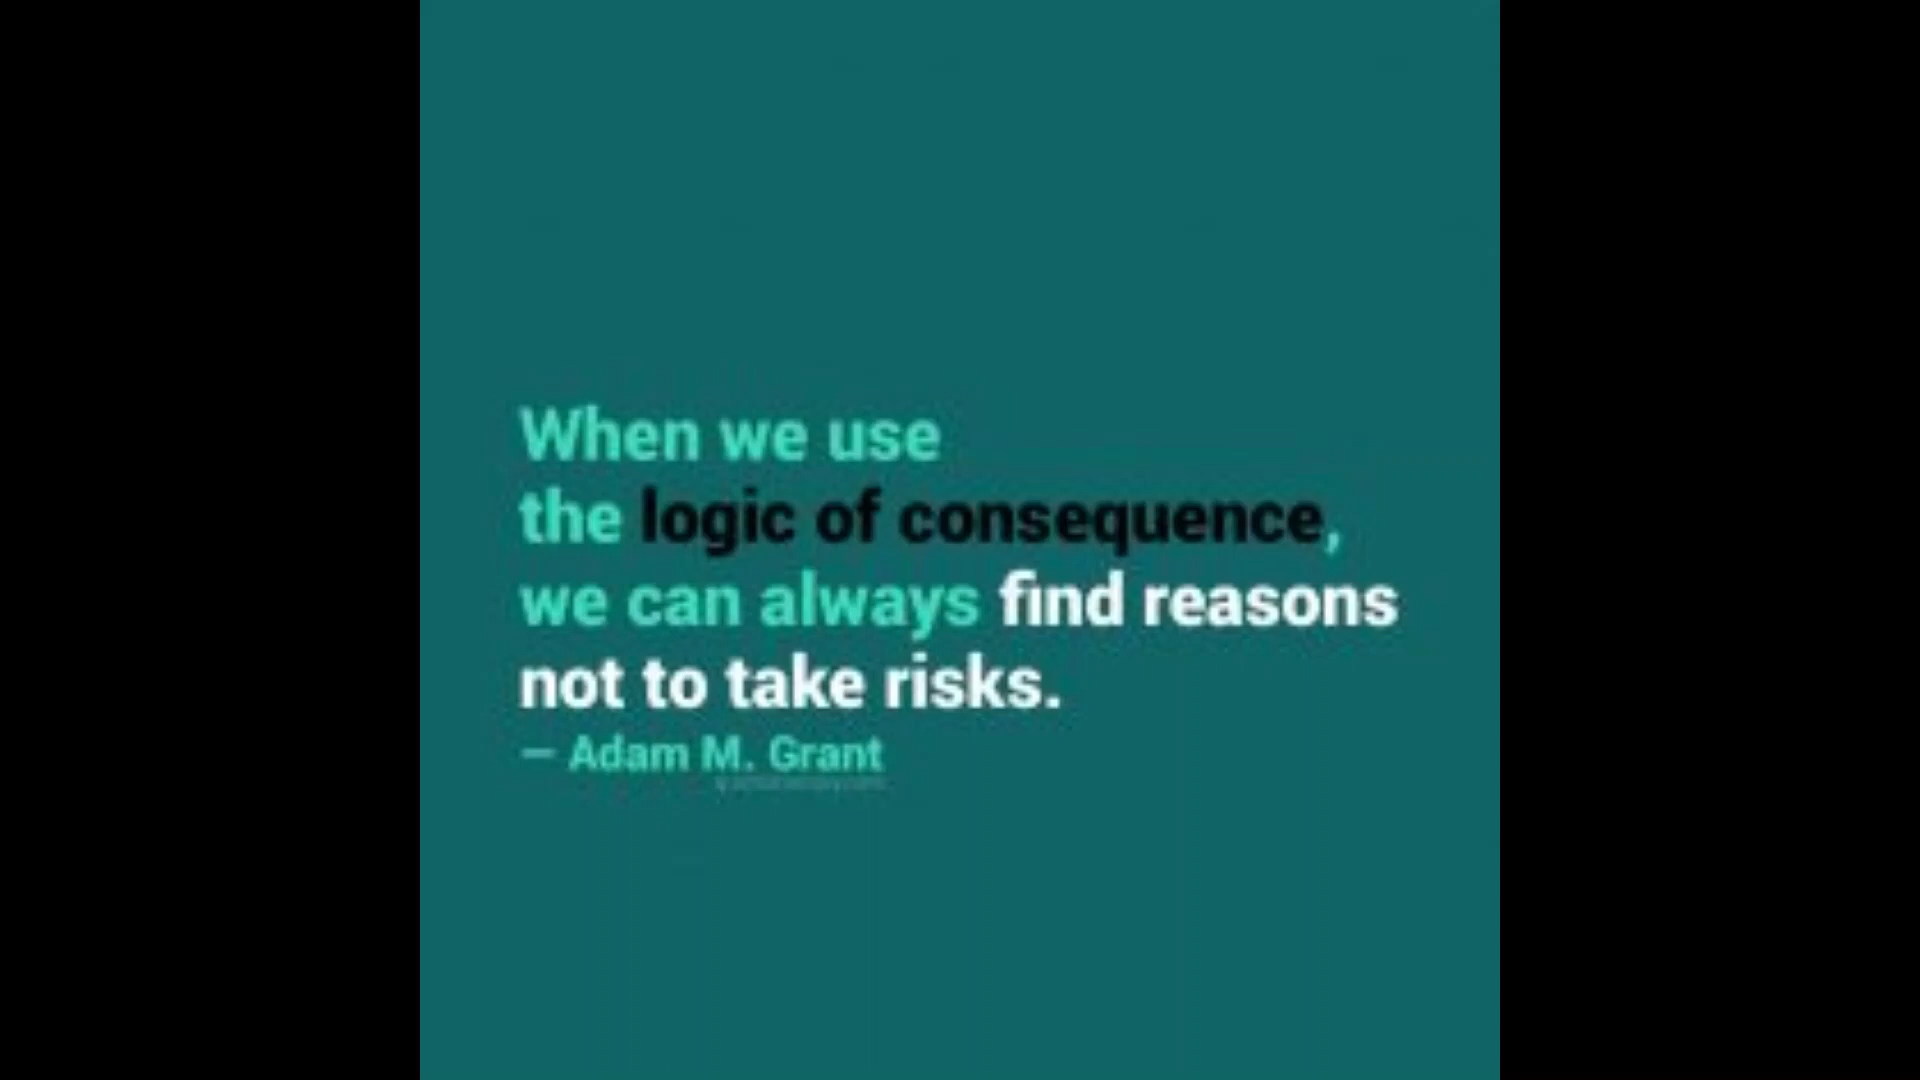 When we use
the logic of consequence,
we can always find reasons
not to take risks.
— Adam M. Grant